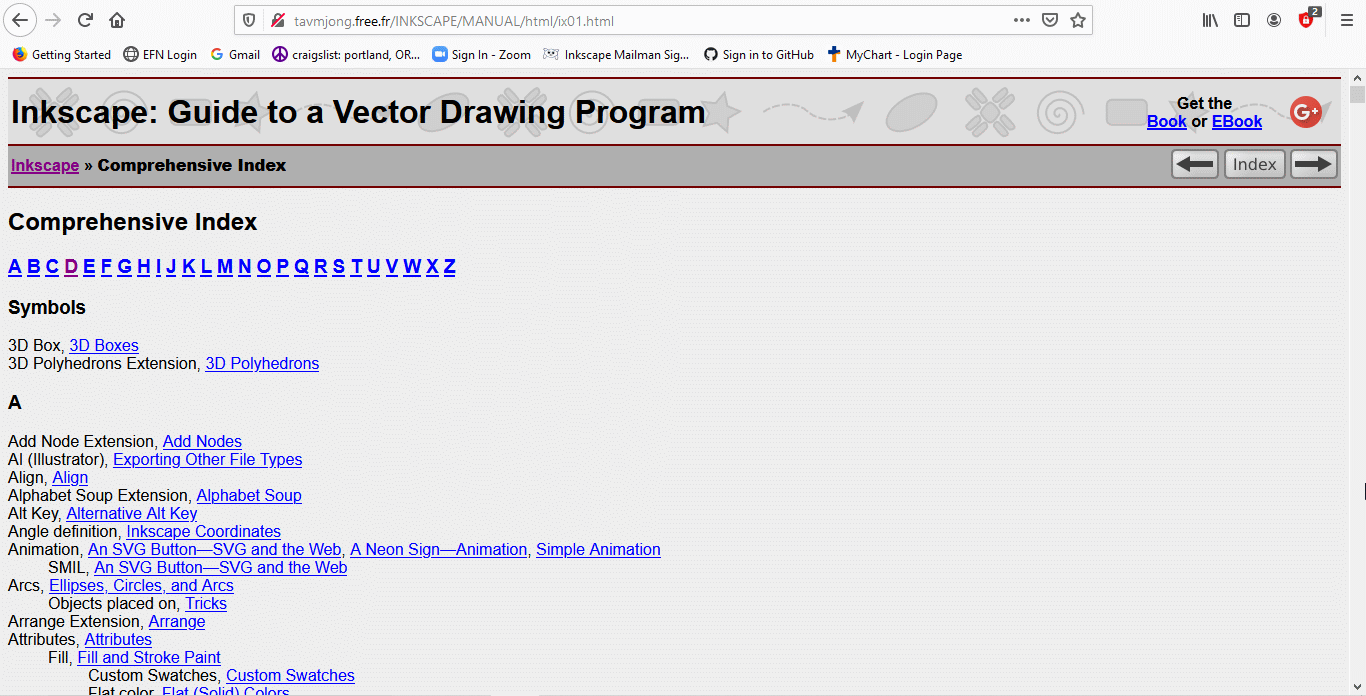 tavmjong.free.fr/INKSCAPE/MANUAL/html/ix01.html
2
Getting Started EFN Login Gmail craigslist: portland, OR... Sign In - Zoom Inkscape Mailman Sig... Sign in to GitHub MyChart - Login Page
Inkscape: Guide to a Vector Drawing Program
Get the
Book or EBook
G+
Inkscape » Comprehensive Index
Index
Comprehensive Index
A B C D E F G H I J K L M N O P Q R S T U V W X Z
Symbols
3D Box, 3D Boxes
3D Polyhedrons Extension, 3D Polyhedrons
A
Add Node Extension, Add Nodes
AI (Illustrator), Exporting Other File Types
Align, Align
Alphabet Soup Extension, Alphabet Soup
Alt Key, Alternative Alt Key
Angle definition, Inkscape Coordinates
Animation, An SVG Button—SVG and the Web, A Neon Sign—Animation, Simple Animation
SMIL, An SVG Button—SVG and the Web
Arcs, Ellipses, Circles, and Arcs
Objects placed on, Tricks
Arrange Extension, Arrange
Attributes, Attributes
Fill, Fill and Stroke Paint
Custom Swatches, Custom Swatches
Flat color, Flat (Solid) Colors